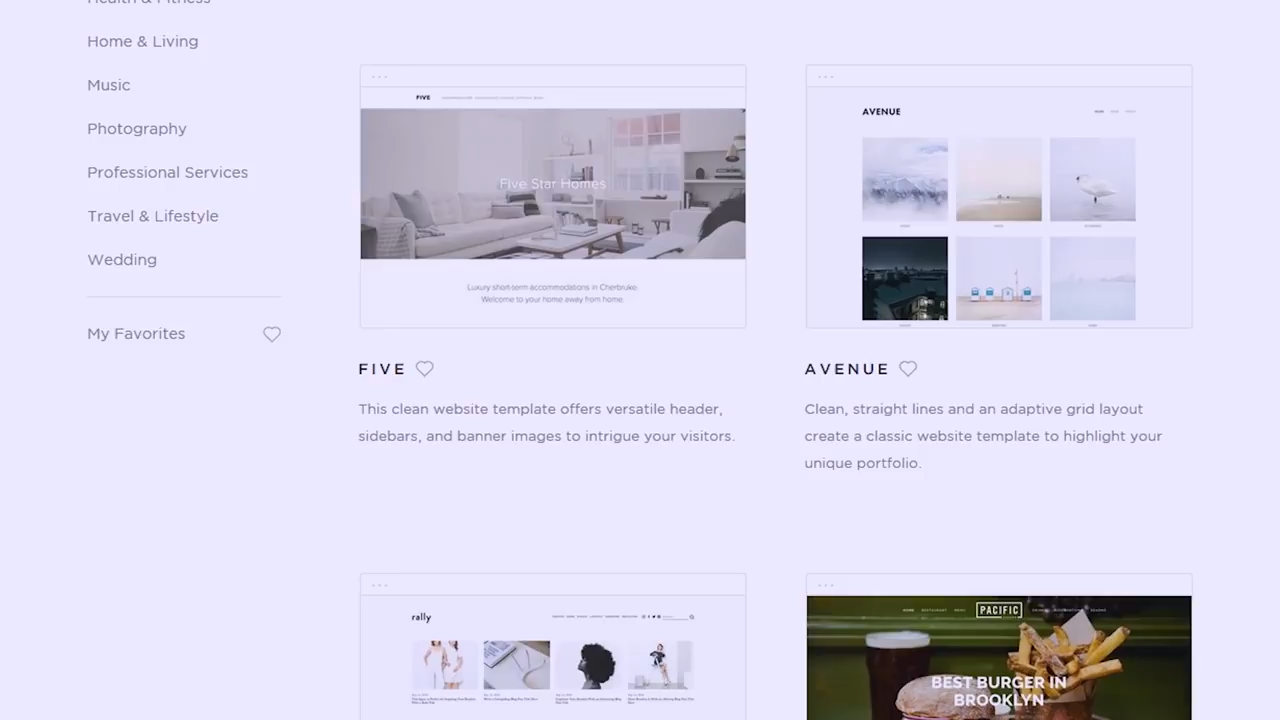 Health & Fitness
Home & Living
Music
Photography
Professional Services
Travel & Lifestyle
Wedding
My Favorites
FIVE
Five Star Homes
Luxury short-term accommodations in Cherbruke.
Welcome to your home away from home.
FIVE
This clean website template offers versatile header,
sidebars, and banner images to intrigue your visitors.
AVENUE
AVENUE
Clean, straight lines and an adaptive grid layout
create a classic website template to highlight your
unique portfolio.
rally
PACIFIC
BEST BURGER IN
BROOKLYN